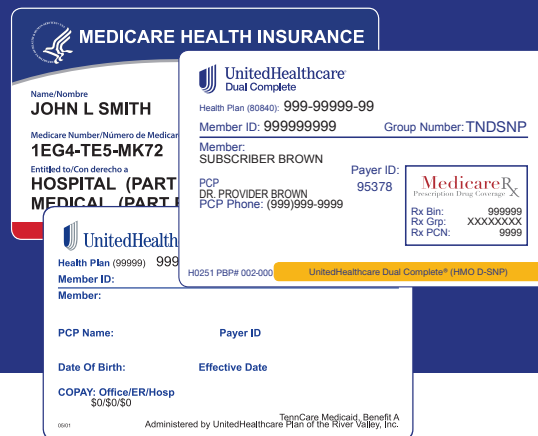 MEDICARE HEALTH INSURANCE
Name/Nombre
JOHN L SMITH
Medicare Number/Número de Medicar
1EG4-TE5-MK72
Entitled to/Con derecho a
HOSPITAL (PART
MEDICAL (PART
UnitedHealthcare
Dual Complete
Health Plan (80840): 999-99999-99
Member ID: 999999999 Group Number: TNDSNP
Member:
SUBSCRIBER BROWN
Payer ID:
95378
PCP
DR. PROVIDER BROWN
PCP Phone: (999)999-9999
MedicareRx
Prescription Drug Coverage
Rx Bin: 999999
Rx Grp: XXXXXXXX
Rx PCN: 9999
H0251 PBP# 002-000 UnitedHealthcare Dual Complete® (HMO D-SNP)
UnitedHealth
Health Plan (99999) 999
Member ID:
Member:
PCP Name: Payer ID
Date Of Birth: Effective Date
COPAY: Office/ER/Hosp
$0/$0/$0
TennCare Medicaid, Benefit A
05/01 Administered by UnitedHealthcare Plan of the River Valley, Inc.